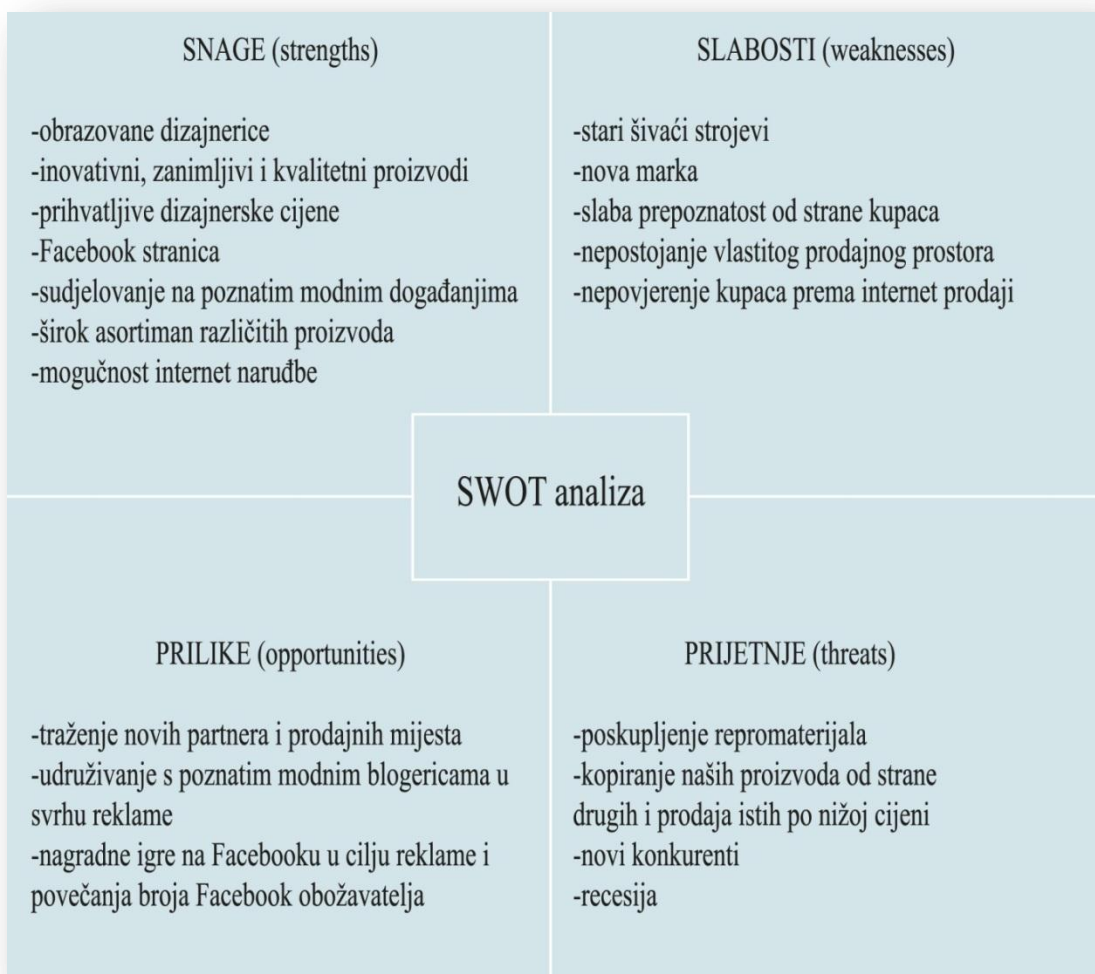 SNAGE (strengths)
-obrazovane dizajnerice
-inovativni, zanimljivi i kvalitetni proizvodi
-prihvatljive dizajnerske cijene
-Facebook stranica
-sudjelovanje na poznatim modnim događanjima
-širok asortiman različitih proizvoda
-mogučnost internet naruđbe
SLABOSTI (weaknesses)
-stari šivaći strojevi
-nova marka
-slaba prepoznatost od strane kupaca
-nepostojanje vlastitog prodajnog prostora
-nepovjerenje kupaca prema internet prodaji
SWOT analiza
PRILIKE (opportunities)
-traženje novih partnera i prodajnih mijesta
-udruživanje s poznatim modnim blogericama u
svrhu reklame
-nagradne igre na Facebooku u cilju reklame i
povečanja broja Facebook obožavatelja
PRIJETNJE (threats)
-poskupljenje repromaterijala
-kopiranje naših proizvoda od strane
drugih i prodaja istih po nižoj cijeni
-novi konkurenti
-recesija